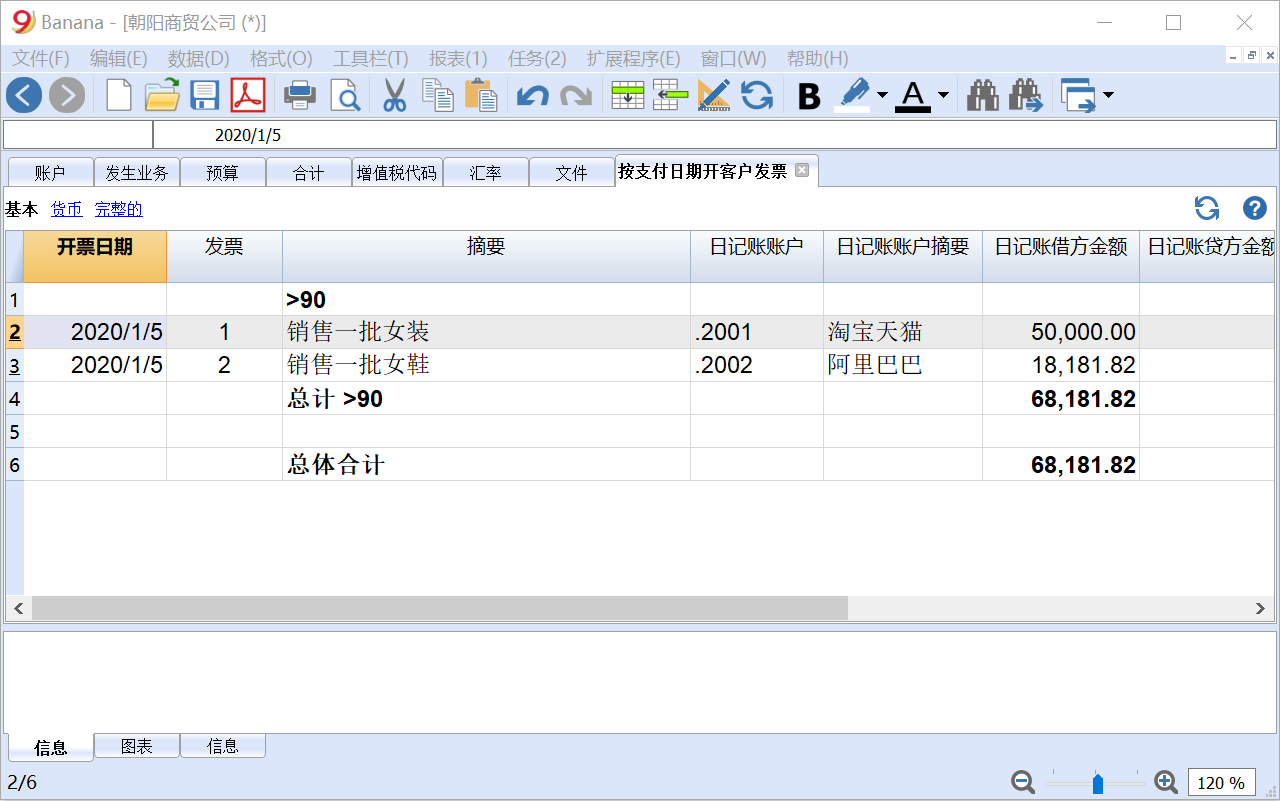 Banana - [朝阳商贸公司 (*)]
文件(F) 编辑(E) 数据(D) 格式(O) 工具栏(T) 报表(1) 任务(2) 扩展程序(E) 窗口(W) 帮助(H)
B A
2020/1/5
账户 发生业务 预算 合计 增值税代码 汇率 文件 按支付日期开客户发票
基本 货币 完整的
开票日期 发票 摘要 日记账账户 日记账账户摘要 日记账借方金额 日记账贷方金额
1 >90
2 2020/1/5 1 销售一批女装 .2001 淘宝天猫 50,000.00
3 2020/1/5 2 销售一批女鞋 .2002 阿里巴巴 18,181.82
4 总计 >90 68,181.82
5
6 总体合计 68,181.82
信息 图表 信息
2/6 120 %